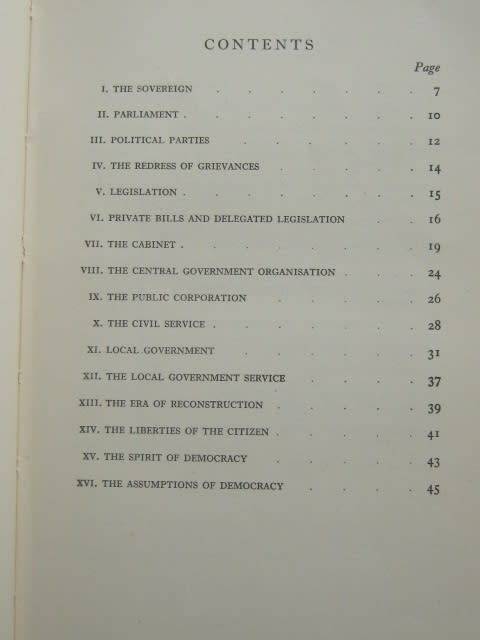 CONTENTS
Page
I. THE SOVEREIGN . . . . . . . 7
II. PARLIAMENT . . . . . . . . 10
III. POLITICAL PARTIES . . . . . . 12
IV. THE REDRESS OF GRIEVANCES . . . . . 14
V. LEGISLATION . . . . . . . . 15
VI. PRIVATE BILLS AND DELEGATED LEGISLATION . . 16
VII. THE CABINET . . . . . . . . 19
VIII. THE CENTRAL GOVERNMENT ORGANISATION . . . 24
IX. THE PUBLIC CORPORATION . . . . . 26
X. THE CIVIL SERVICE . . . . . . . 28
XI. LOCAL GOVERNMENT . . . . . . 31
XII. THE LOCAL GOVERNMENT SERVICE . . . . 37
XIII. THE ERA OF RECONSTRUCTION . . . . . 39
XIV. THE LIBERTIES OF THE CITIZEN . . . . . 41
XV. THE SPIRIT OF DEMOCRACY . . . . . 43
XVI. THE ASSUMPTIONS OF DEMOCRACY . . . . 45